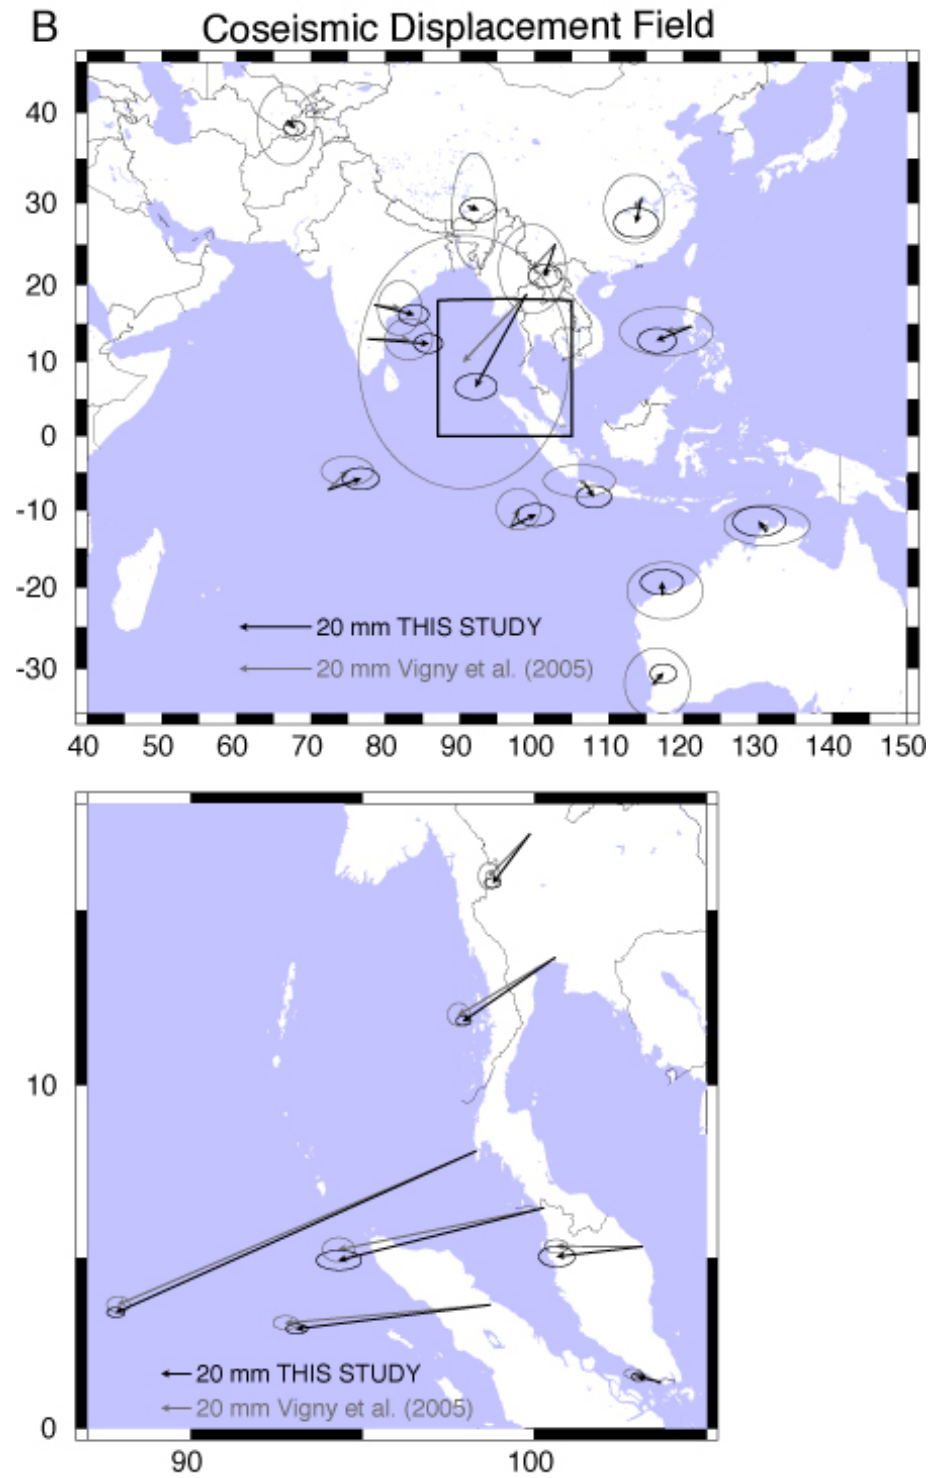 B Coseismic Displacement Field
40
30
20
10
0
-10
-20
-30
20 mm THIS STUDY
20 mm Vigny et al. (2005)
40 50 60 70 80 90 100 110 120 130 140 150
10
0
20 mm THIS STUDY
20 mm Vigny et al. (2005)
90 100